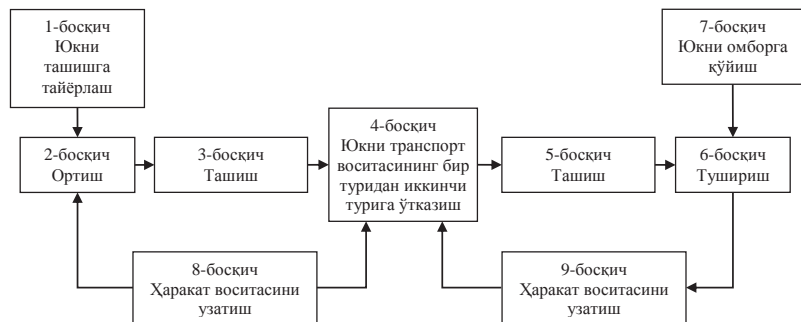 1-босқич
Юкни
ташишга
тайёрлаш
7-босқич
Юкни омборга
қўйиш
2-босқич
Ортиш
3-босқич
Ташиш
4-босқич
Юкни транспорт
воситасининг бир
туридан иккинчи
турига ўтказиш
5-босқич
Ташиш
6-босқич
Тушириш
8-босқич
Ҳаракат воситасини
узатиш
9-босқич
Ҳаракат воситасини
узатиш